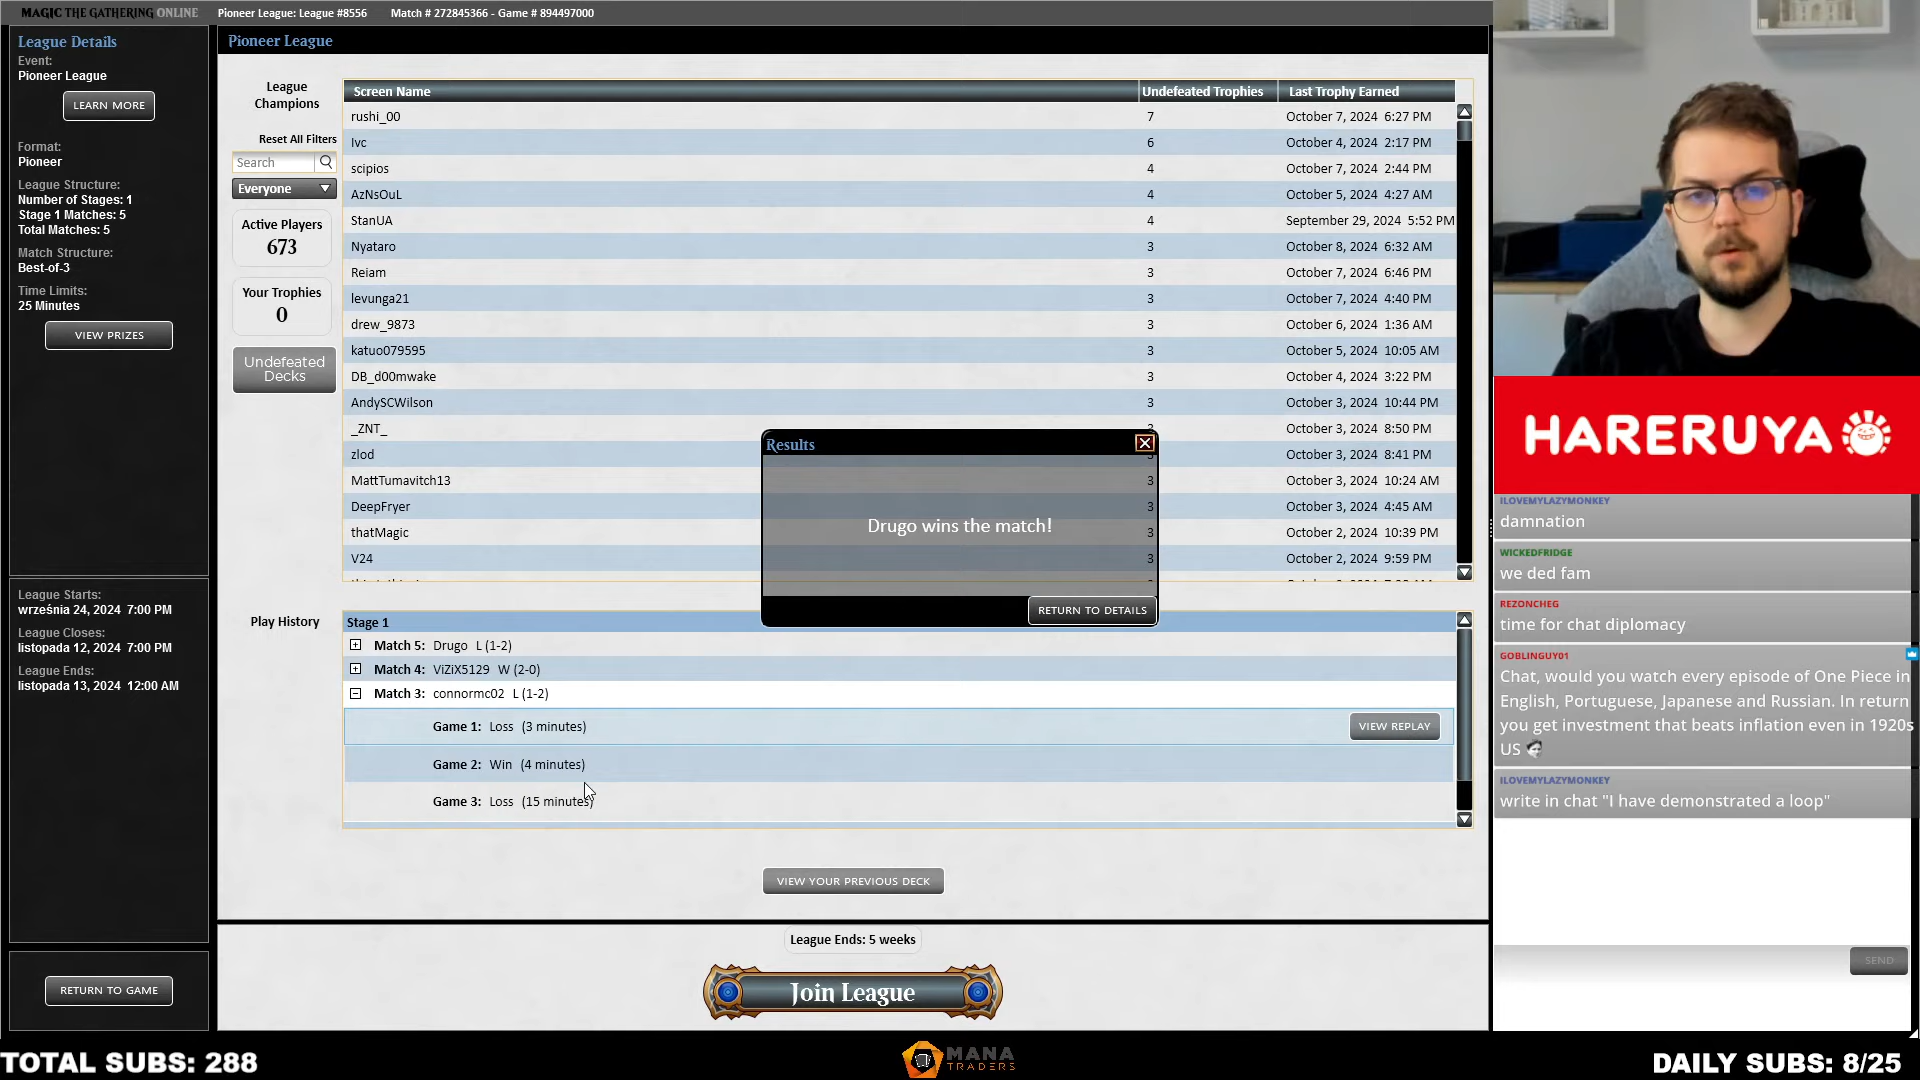 MAGIC THE GATHERING ONLINE
Pioneer League: League #8556
Match # 272845366 - Game # 894497000
League Details
Event:
Pioneer League
LEARN MORE
Format:
Pioneer
League Structure:
Number of Stages: 1
Stage 1 Matches: 5
Total Matches: 5
Match Structure:
Best-of-3
Time Limits:
25 Minutes
VIEW PRIZES
League Starts:
września 24, 2024 7:00 PM
League Closes:
listopada 12, 2024 7:00 PM
League Ends:
listopada 13, 2024 12:00 AM
RETURN TO GAME
Pioneer League
League
Champions
Reset All Filters
Search
Everyone
Active Players
673
Your Trophies
0
Undefeated
Decks
Screen Name Undefeated Trophies Last Trophy Earned
rushi_00 7 October 7, 2024 6:27 PM
lvc 6 October 4, 2024 2:17 PM
scipios 4 October 7, 2024 2:44 PM
AzNsOuL 4 October 5, 2024 4:27 AM
StanUA 4 September 29, 2024 5:52 PM
Nyataro 3 October 8, 2024 6:32 AM
Reiam 3 October 7, 2024 6:46 PM
levunga21 3 October 7, 2024 4:40 PM
drew_9873 3 October 6, 2024 1:36 AM
katuo079595 3 October 5, 2024 10:05 AM
DB_d00mwake 3 October 4, 2024 3:22 PM
AndySCWilson 3 October 3, 2024 10:44 PM
_ZNT_ 3 October 3, 2024 8:50 PM
zlod 3 October 3, 2024 8:41 PM
MattTumavitch13 3 October 3, 2024 10:24 AM
DeepFryer 3 October 3, 2024 4:45 AM
thatMagic 3 October 2, 2024 10:39 PM
V24 3 October 2, 2024 9:59 PM
Results
Drugo wins the match!
RETURN TO DETAILS
Play History
Stage 1
Match 5: Drugo L (1-2)
Match 4: ViZiX5129 W (2-0)
Match 3: connormc02 L (1-2)
Game 1: Loss (3 minutes)
VIEW REPLAY
Game 2: Win (4 minutes)
Game 3: Loss (15 minutes)
VIEW YOUR PREVIOUS DECK
League Ends: 5 weeks
Join League
HARERUYA
ILOVEMYLAZYMONKEY
damnation
WICKEDFRIDGE
we ded fam
REZONCHEG
time for chat diplomacy
GOBLINGUY01
Chat, would you watch every episode of One Piece in
English, Portuguese, Japanese and Russian. In return
you get investment that beats inflation even in 1920s
US
ILOVEMYLAZYMONKEY
write in chat "I have demonstrated a loop"
SEND
TOTAL SUBS: 288
MANA
TRADERS
DAILY SUBS: 8/25